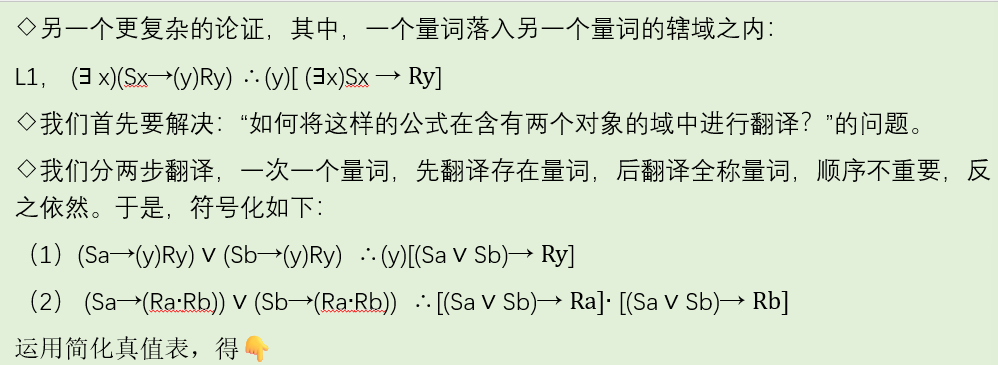 ◇另一个更复杂的论证，其中，一个量词落入另一个量词的辖域之内：
L1， (∃ x)(Sx→(y)Ry) ∴(y)[ (∃x)Sx → Ry]
◇我们首先要解决：“如何将这样的公式在含有两个对象的域中进行翻译？”的问题。
◇我们分两步翻译，一次一个量词，先翻译存在量词，后翻译全称量词，顺序不重要，反
之依然。于是，符号化如下：
（1）(Sa→(y)Ry) ∨ (Sb→(y)Ry) ∴(y)[(Sa ∨ Sb)→ Ry]
（2） (Sa→(Ra·Rb)) ∨ (Sb→(Ra·Rb)) ∴[(Sa ∨ Sb)→ Ra]· [(Sa ∨ Sb)→ Rb]
运用简化真值表，得👇